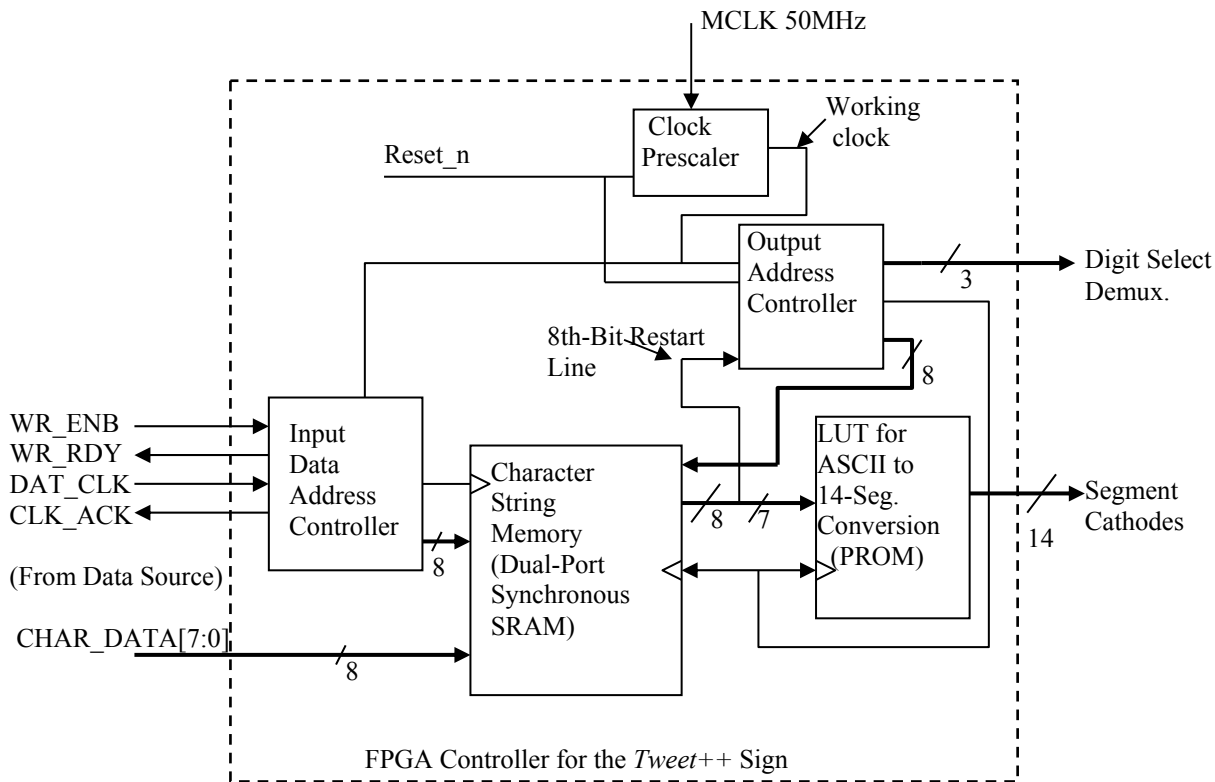 MCLK 50MHz
Clock
Prescaler
Working
clock
Reset_n
Output
Address
Controller
3
Digit Select
Demux.
8th-Bit Restart
Line
8
WR_ENB
WR_RDY
DAT_CLK
CLK_ACK
(From Data Source)
Input
Data
Address
Controller
8
Character
String
Memory
(Dual-Port
Synchronous
SRAM)
8
7
LUT for
ASCII to
14-Seg.
Conversion
(PROM)
14
Segment
Cathodes
CHAR_DATA[7:0]
8
FPGA Controller for the Tweet++ Sign